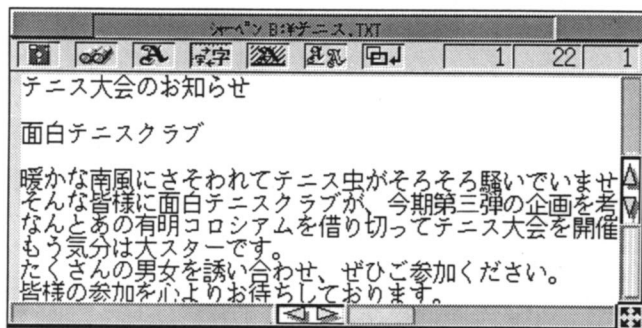 シャーペン B:¥テニス.TXT
1 22 1
テニス大会のお知らせ
面白テニスクラブ
暖かな南風にさそわれてテニス虫がそろそろ騒いでいませ
そんな皆様に面白テニスクラブが、今期第三弾の企画を考
なんとあの有明コロシアムを借り切ってテニス大会を開催
もう気分は大スターです。
たくさんの男女を誘い合わせ、ぜひご参加ください。
皆様の参加を心よりお待ちしております。